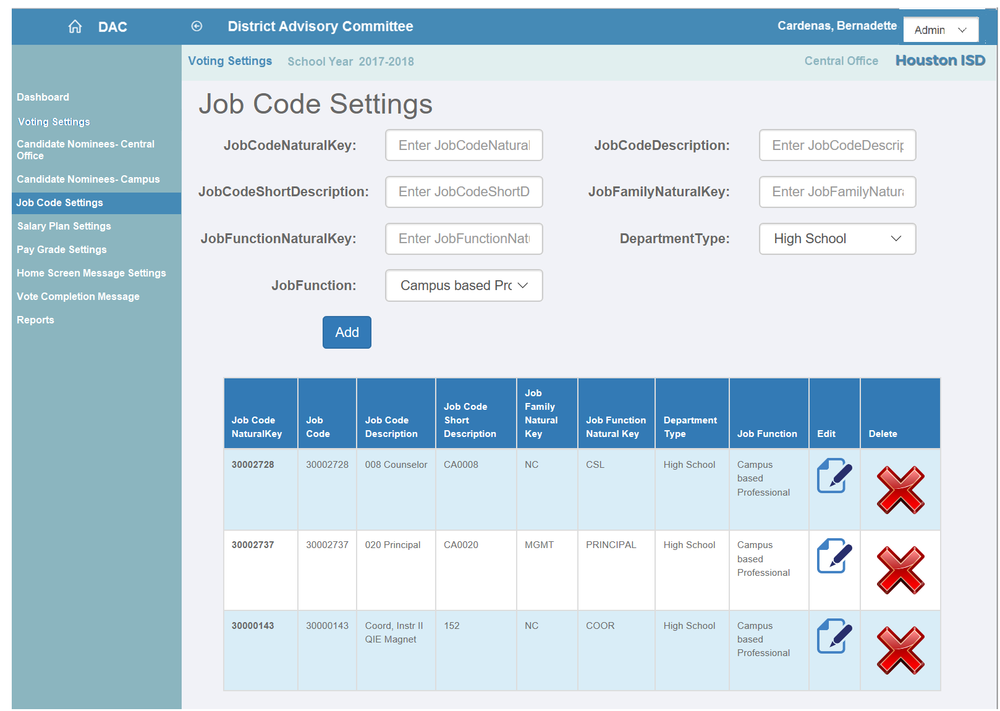 DAC
District Advisory Committee
Cardenas, Bernadette
Admin
Voting Settings School Year 2017-2018
Central Office Houston ISD
Dashboard
Voting Settings
Candidate Nominees- Central
Office
Candidate Nominees- Campus
Job Code Settings
Salary Plan Settings
Pay Grade Settings
Home Screen Message Settings
Vote Completion Message
Reports
Job Code Settings
JobCodeNaturalKey: Enter JobCodeNatural
JobCodeDescription: Enter JobCodeDescrip
JobCodeShortDescription: Enter JobCodeShortD
JobFamilyNaturalKey: Enter JobFamilyNatura
JobFunctionNaturalKey: Enter JobFunctionNat
DepartmentType: High School
JobFunction: Campus based Pro
Add
Job Code
NaturalKey
Job
Code
Job Code
Description
Job Code
Short
Description
Job
Family
Natural
Key
Job Function
Natural Key
Department
Type
Job Function
Edit
Delete
30002728 30002728 008 Counselor CA0008 NC CSL High School Campus
based
Professional
30002737 30002737 020 Principal CA0020 MGMT PRINCIPAL High School Campus
based
Professional
30000143 30000143 Coord, Instr II 152 NC COOR High School Campus
QIE Magnet based
Professional